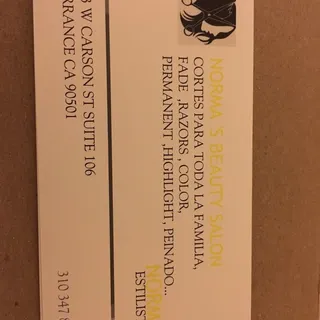 NORMA ´S BEAUTY SALON
CORTES PARA TODA LA FAMILIA,
FADE ,RAZORS , COLOR,
PERMANENT ,HIGHLIGHT, PEINADO...
NORM
ESTILIST
W CARSON ST SUITE 106
RRANCE CA 90501
310 347